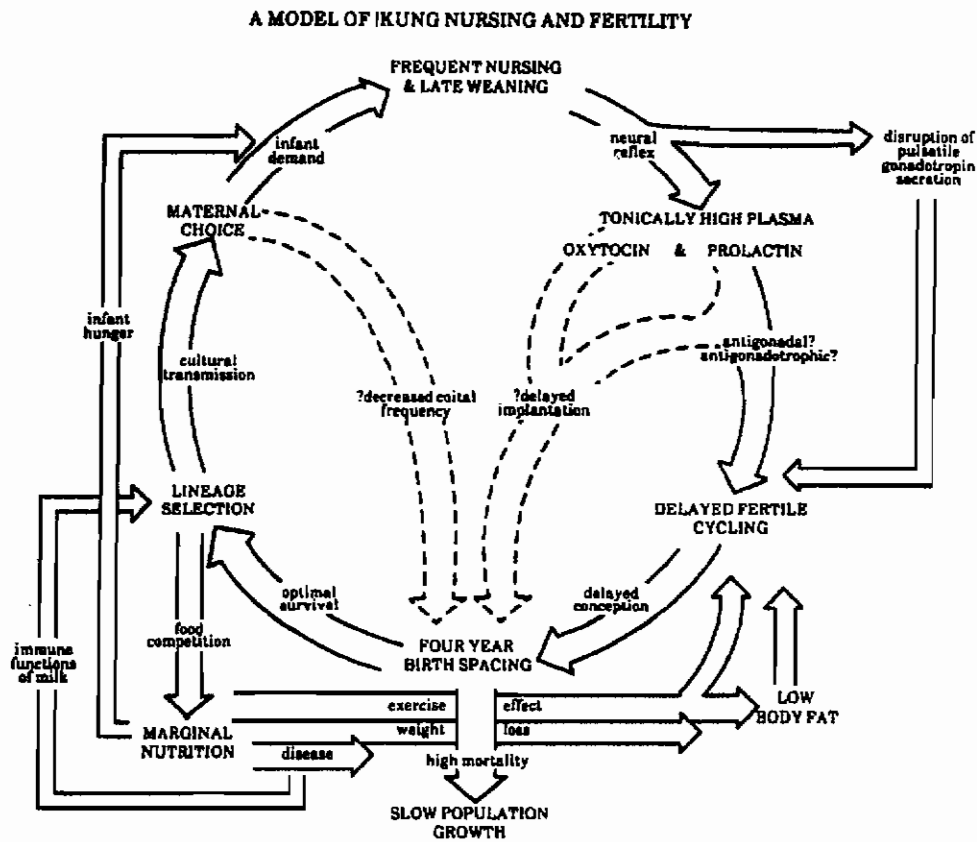 A MODEL OF !KUNG NURSING AND FERTILITY
FREQUENT NURSING
& LATE WEANING
infant
demand
neural
reflex
disruption of
pulsatile
gonadotropin
secretion
MATERNAL
CHOICE
TONICALLY HIGH PLASMA
OXYTOCIN & PROLACTIN
infant
hunger
cultural
transmission
antigonadal?
antigonadotrophic?
?decreased coital
frequency
?delayed
implantation
LINEAGE
SELECTION
DELAYED FERTILE
CYCLING
optimal
survival
delayed
conception
immune
functions
of milk
food
competition
FOUR YEAR
BIRTH SPACING
exercise effect
LOW
BODY FAT
MARGINAL
NUTRITION
weight loss
disease
high mortality
SLOW POPULATION
GROWTH